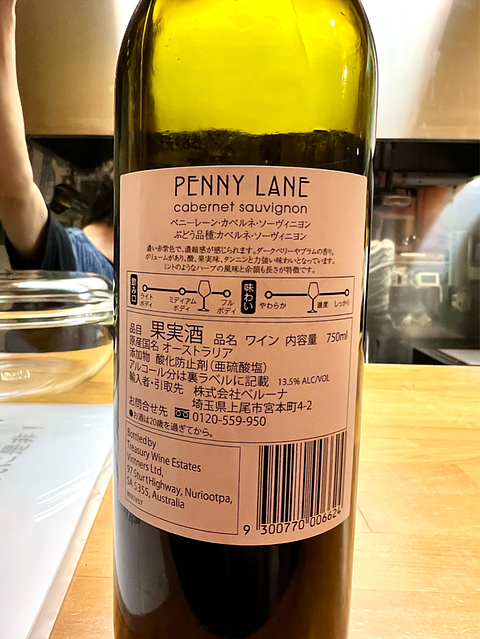 PENNY LANE
cabernet sauvignon
ペニーレーン・カベルネ・ソーヴィニヨン
ぶどう品種:カベルネ・ソーヴィニヨン
濃い赤紫色で、濃縮感が感じられます。ダークベリーやプラムの香り。
ボリュームがあり、酸、果実味、タンニンと力強い味わいとなっています。
ミントのようなハーブの風味と余韻も長さが特徴です。
飲み口 ライトボディ ミディアムボディ フルボディ 味わい やわらか 濃度 しっかり
品目 果実酒 品名 ワイン 内容量 750ml
原産国名 オーストラリア
添加物 酸化防止剤(亜硫酸塩)
アルコール分は裏ラベルに記載 13.5% ALC/VOL
輸入者・引取先 株式会社ベルーナ
埼玉県上尾市宮本町4-2
お問合せ先 0120-559-950
●お酒は20歳を過ぎてから。
Bottled by
Treasury Wine Estates
Vintners Ltd,
97 Sturt Highway, Nuriootpa,
SA 5355, Australia
9 300770 006624